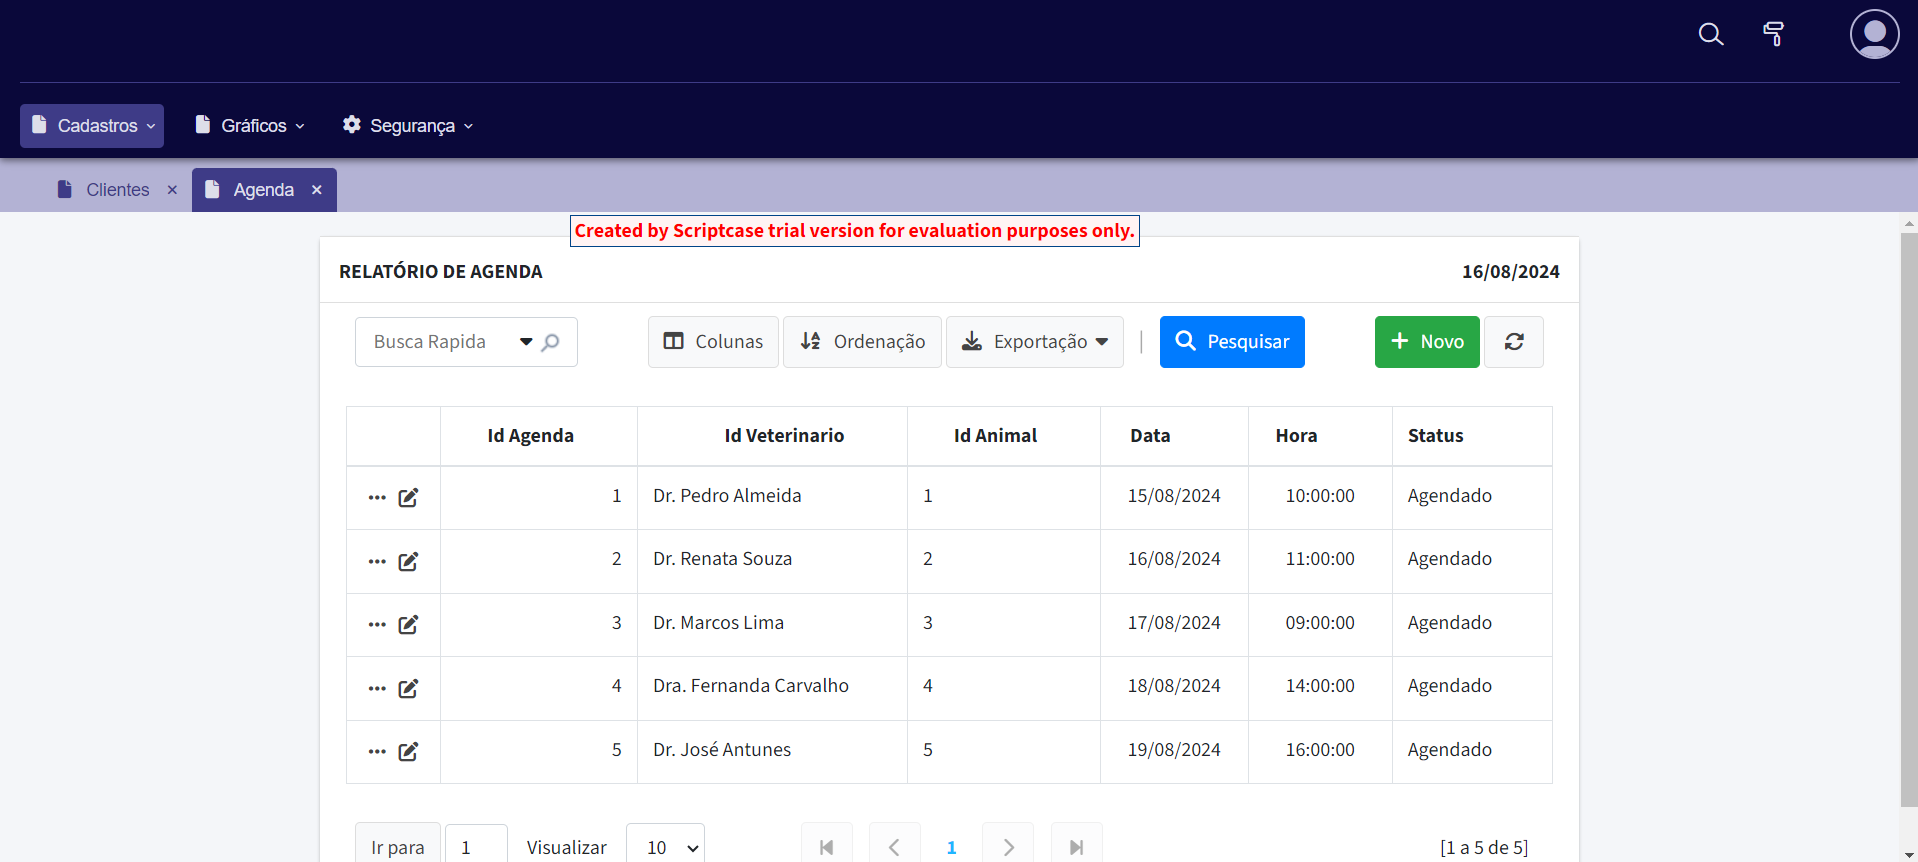 Cadastros Gráficos Segurança
Clientes × Agenda ×
Created by Scriptcase trial version for evaluation purposes only.
RELATÓRIO DE AGENDA 16/08/2024
Busca Rapida Colunas Ordenação Exportação | Pesquisar + Novo
Id Agenda Id Veterinario Id Animal Data Hora Status
1 Dr. Pedro Almeida 1 15/08/2024 10:00:00 Agendado
2 Dr. Renata Souza 2 16/08/2024 11:00:00 Agendado
3 Dr. Marcos Lima 3 17/08/2024 09:00:00 Agendado
4 Dra. Fernanda Carvalho 4 18/08/2024 14:00:00 Agendado
5 Dr. José Antunes 5 19/08/2024 16:00:00 Agendado
Ir para 1 Visualizar 10 1 [1 a 5 de 5]